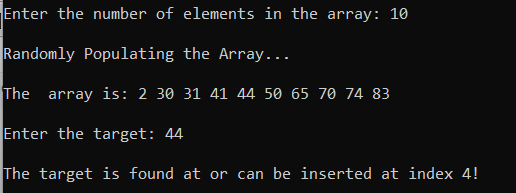 Enter the number of elements in the array: 10
Randomly Populating the Array...
The  array is: 2 30 31 41 44 50 65 70 74 83
Enter the target: 44
The target is found at or can be inserted at index 4!